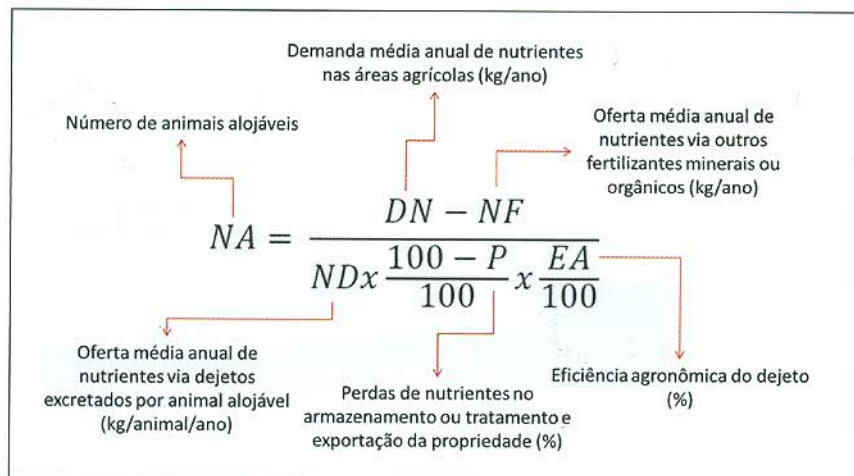 Demanda média anual de nutrientes
nas áreas agrícolas (kg/ano)
Número de animais alojáveis
Oferta média anual de
nutrientes via outros
fertilizantes minerais ou
orgânicos (kg/ano)
NA = (DN − NF) / (NDx (100 − P)/100 x EA/100)
Oferta média anual de
nutrientes via dejetos
excretados por animal alojável
(kg/animal/ano)
Perdas de nutrientes no
armazenamento ou tratamento e
exportação da propriedade (%)
Eficiência agronômica do dejeto
(%)